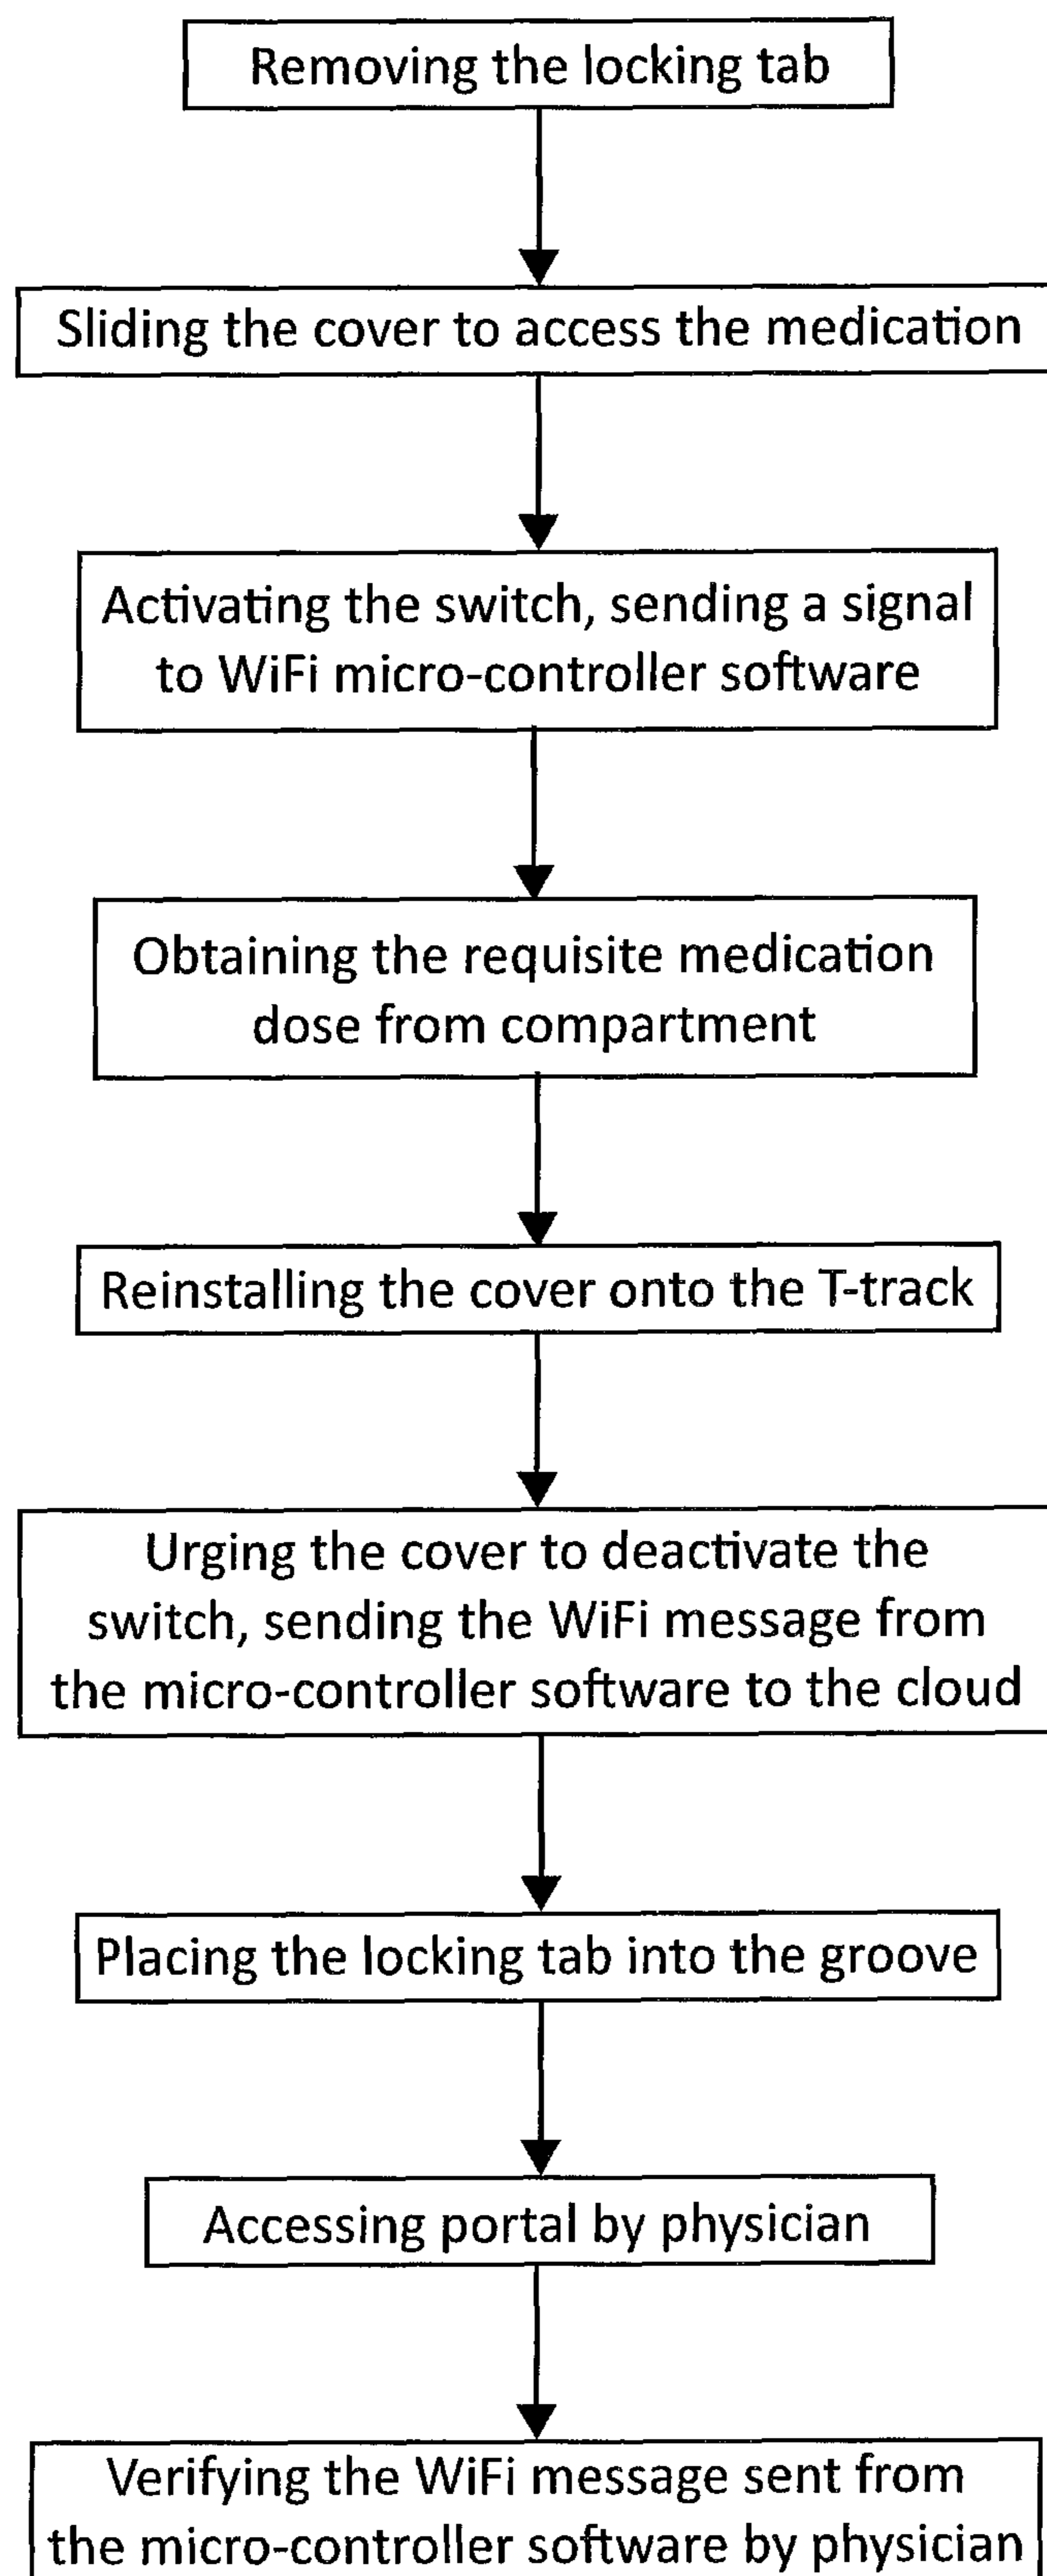 Removing the locking tab
Sliding the cover to access the medication
Activating the switch, sending a signal
to WiFi micro-controller software
Obtaining the requisite medication
dose from compartment
Reinstalling the cover onto the T-track
Urging the cover to deactivate the
switch, sending the WiFi message from
the micro-controller software to the cloud
Placing the locking tab into the groove
Accessing portal by physician
Verifying the WiFi message sent from
the micro-controller software by physician